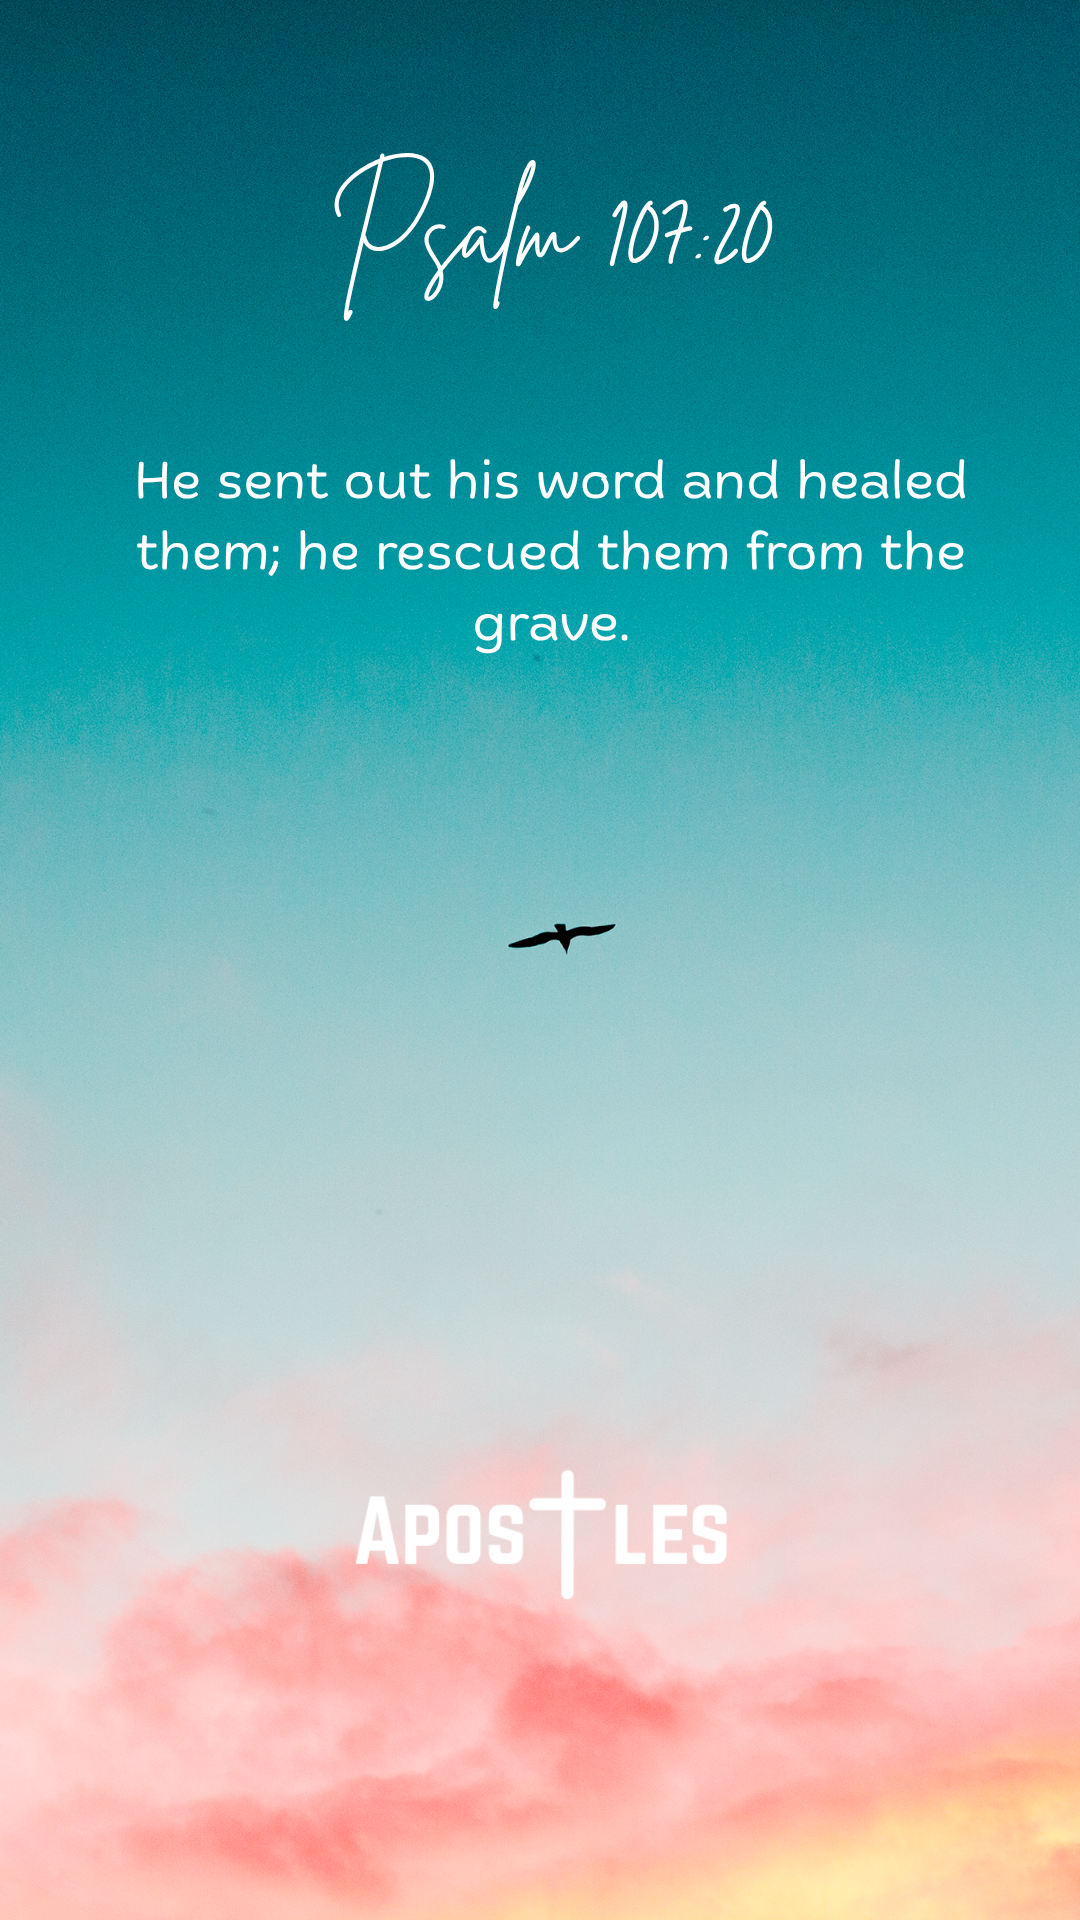 Psalm 107:20
He sent out his word and healed
them; he rescued them from the
grave.
APOSTLES